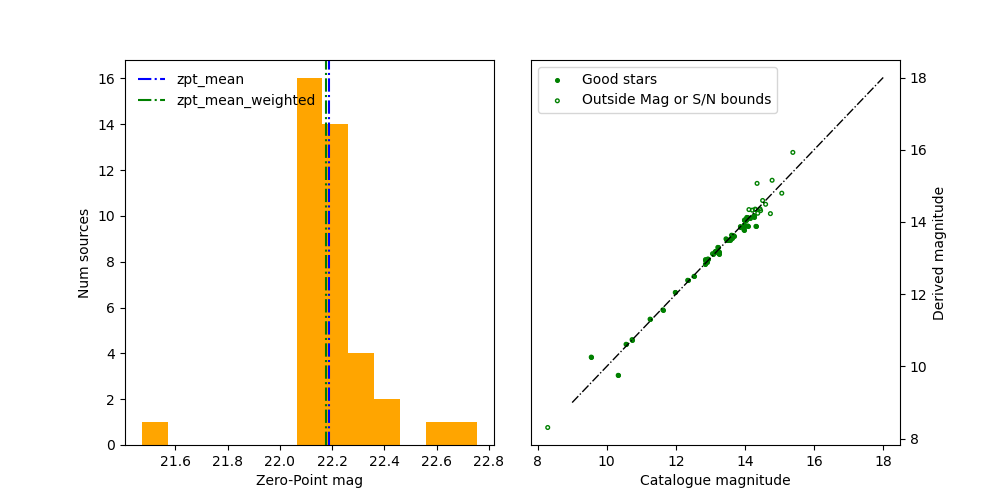 16
14
12
10
8
6
4
2
0
Num sources
zpt_mean
zpt_mean_weighted
21.6 21.8 22.0 22.2 22.4 22.6 22.8
Zero-Point mag
Good stars
Outside Mag or S/N bounds
18
16
14
12
10
8
Derived magnitude
8 10 12 14 16 18
Catalogue magnitude